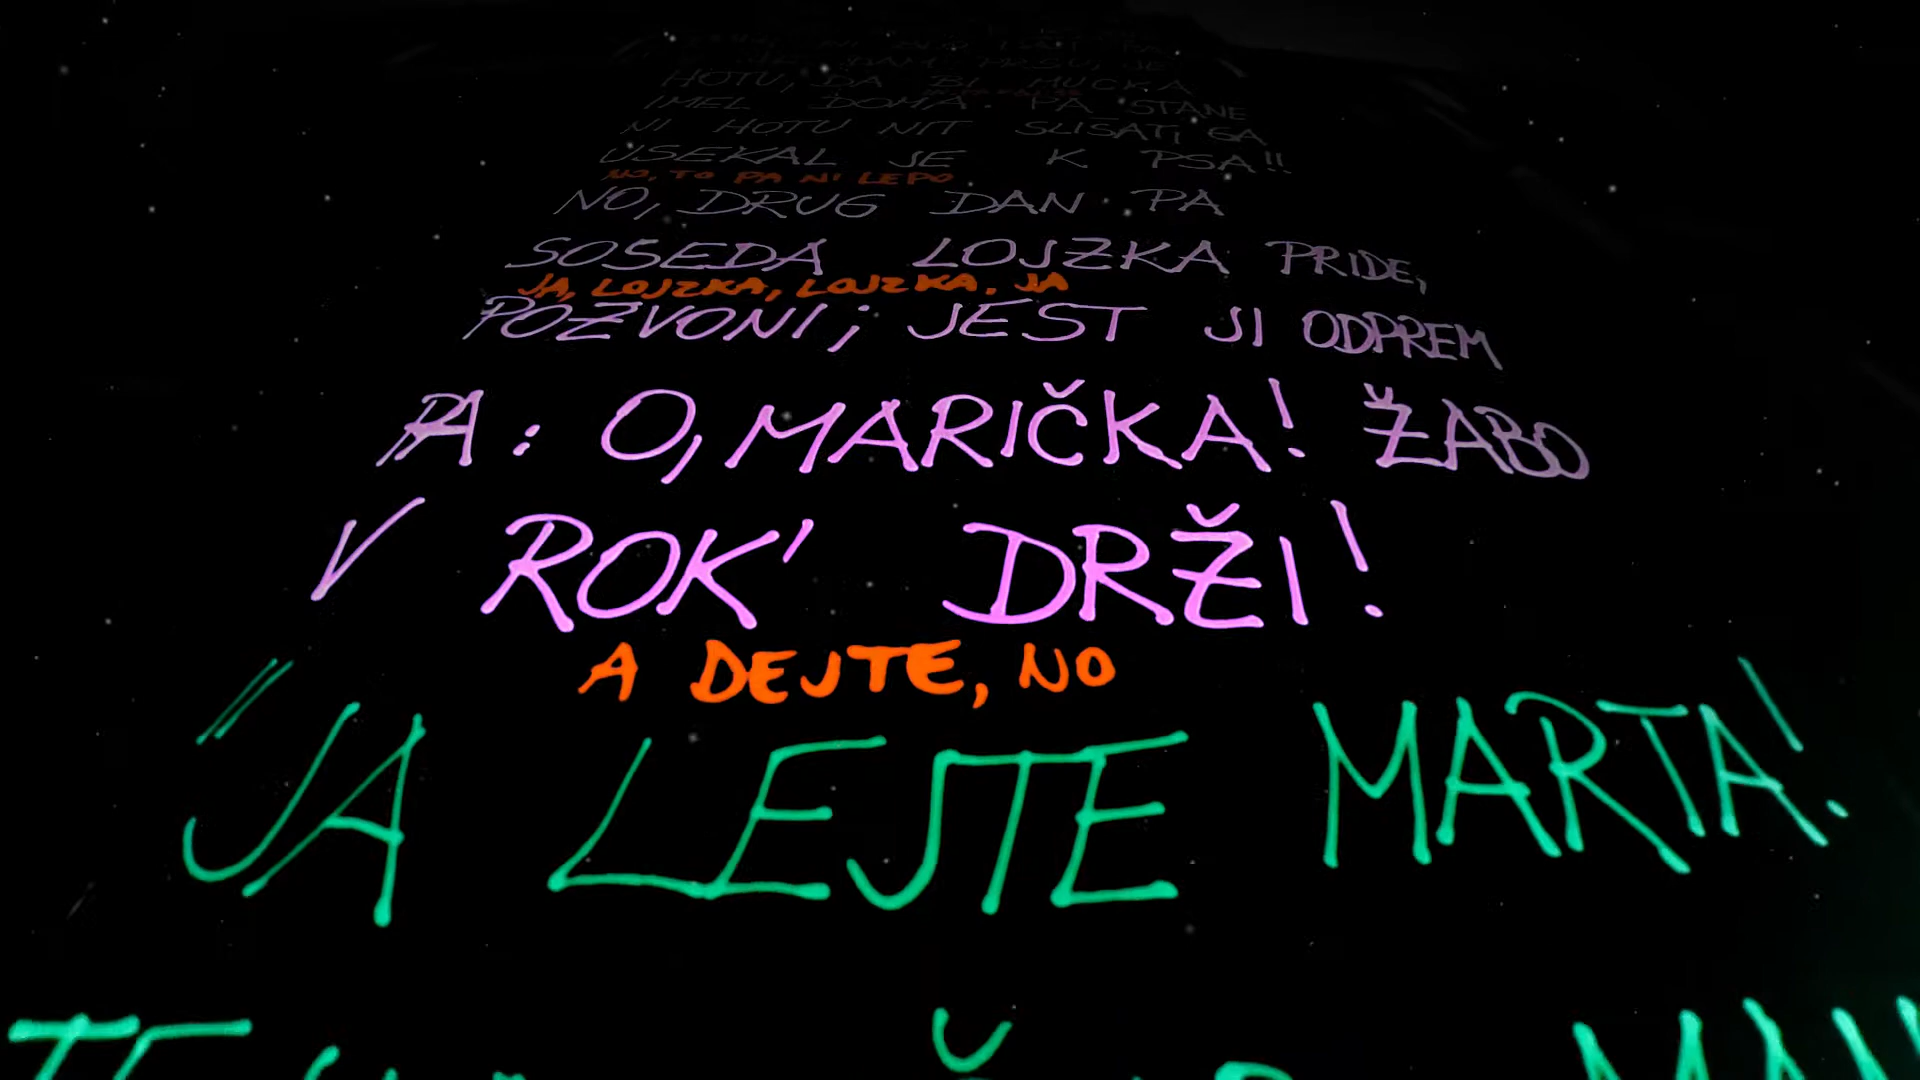 HOTU, DA BI MUCKA
IMEL DOMA. PA STANE
NI HOTU NIT SLIŠAT, GA
USEKAL JE K PSA!!
NO, TO PA NI LEPO
NO, DRUG DAN PA
SOSEDA LOJZKA PRIDE,
JA, LOJZKA, LOJZKA. JA
POZVONI; JEST JI ODPREM
PA: O, MARIČKA! ŽABO
V ROK' DRŽI!
A DEJTE, NO
"JA LEJTE MARTA!